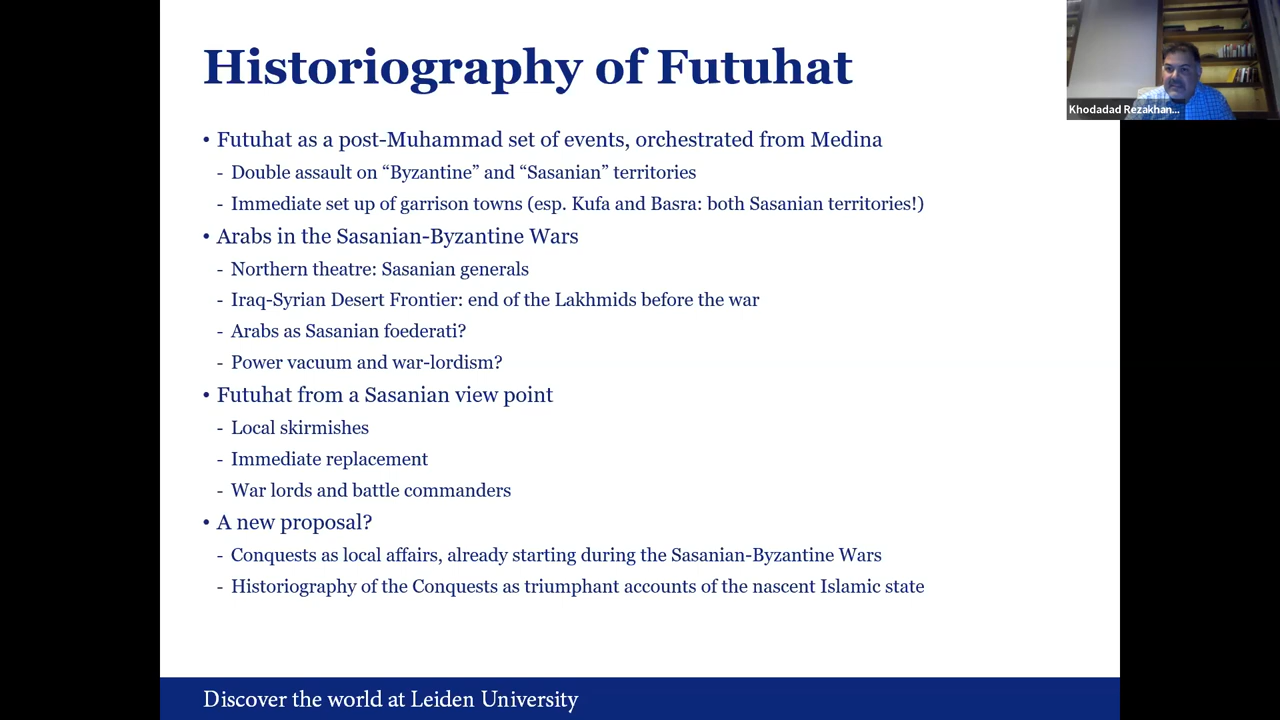 Historiography of Futuhat
Khodadad Rezakhan...
• Futuhat as a post-Muhammad set of events, orchestrated from Medina
- Double assault on “Byzantine” and “Sasanian” territories
- Immediate set up of garrison towns (esp. Kufa and Basra: both Sasanian territories!)
• Arabs in the Sasanian-Byzantine Wars
- Northern theatre: Sasanian generals
- Iraq-Syrian Desert Frontier: end of the Lakhmids before the war
- Arabs as Sasanian foederati?
- Power vacuum and war-lordism?
• Futuhat from a Sasanian view point
- Local skirmishes
- Immediate replacement
- War lords and battle commanders
• A new proposal?
- Conquests as local affairs, already starting during the Sasanian-Byzantine Wars
- Historiography of the Conquests as triumphant accounts of the nascent Islamic state
Discover the world at Leiden University